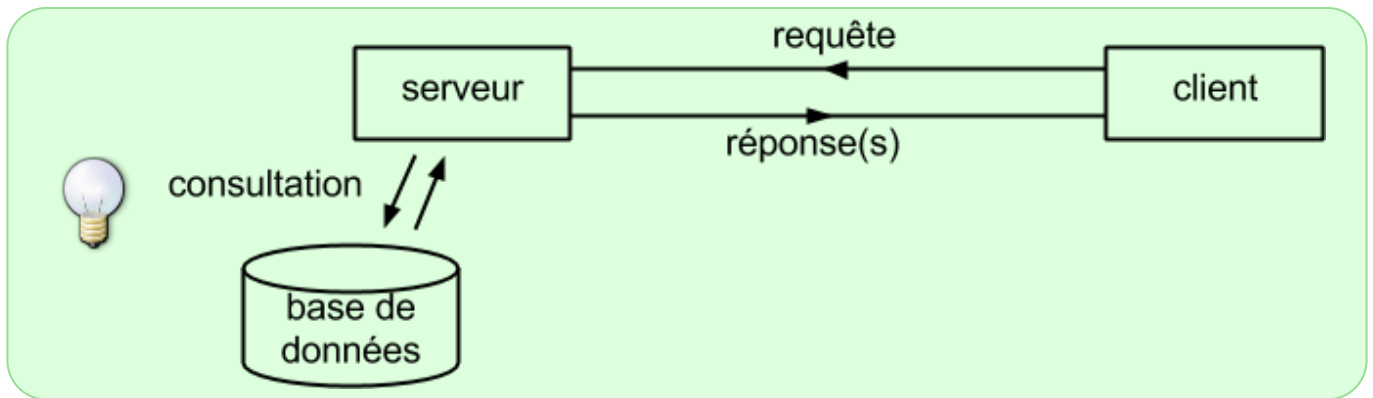 requête
serveur
client
réponse(s)
consultation
base de
données